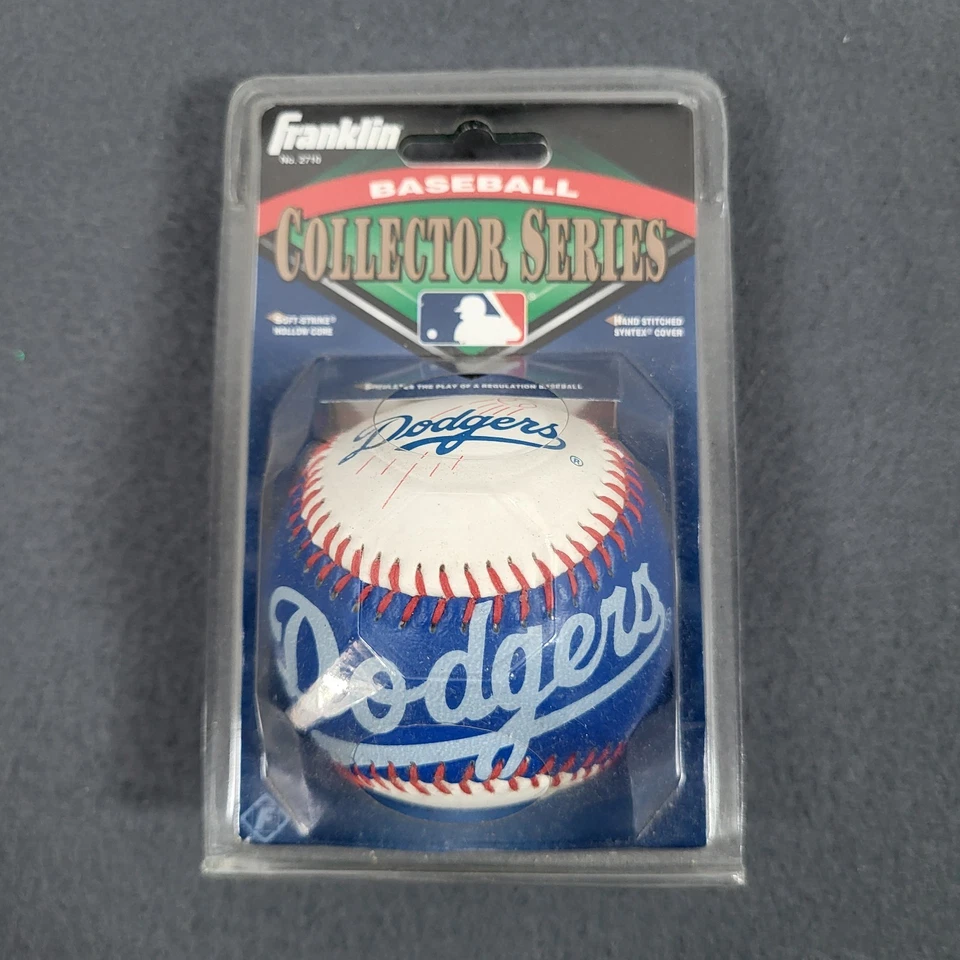 Franklin
No. 2710
BASEBALL
COLLECTOR SERIES
SOFT-STRIKE®
HOLLOW CORE
HAND STITCHED
SYNTEX® COVER
THE PLAY OF A REGULATION BASEBALL
Dodgers
®
Dodgers